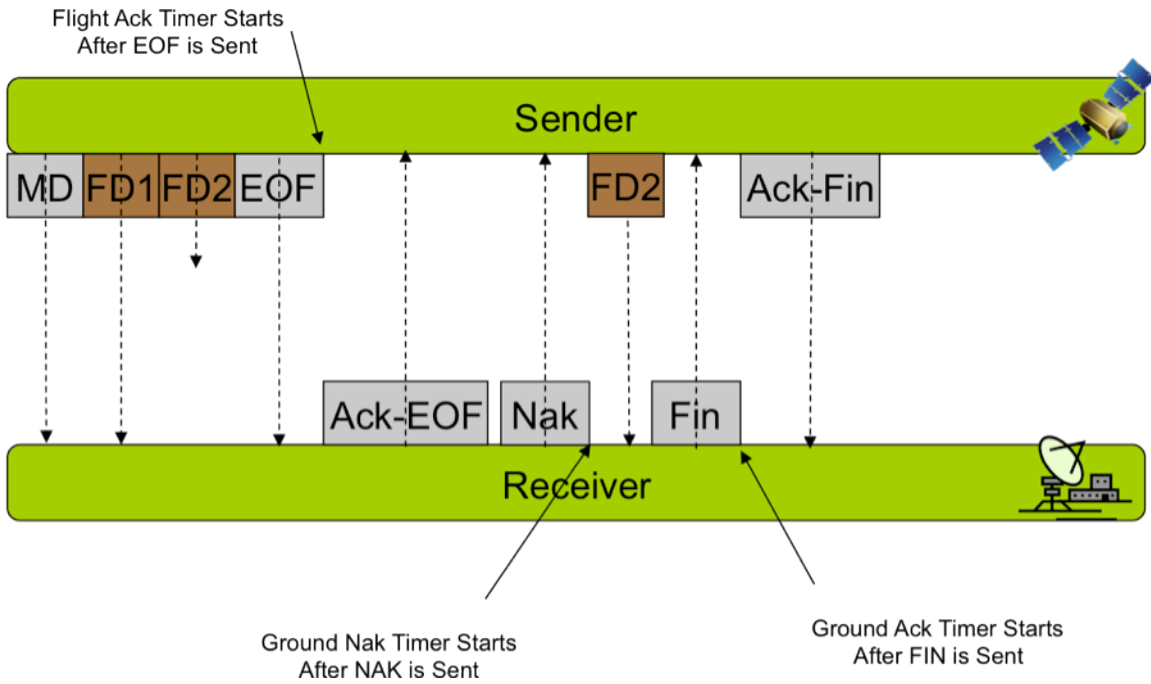 Flight Ack Timer Starts
After EOF is Sent
Sender
MD FD1 FD2 EOF FD2 Ack-Fin
Ack-EOF Nak Fin
Receiver
Ground Nak Timer Starts
After NAK is Sent
Ground Ack Timer Starts
After FIN is Sent